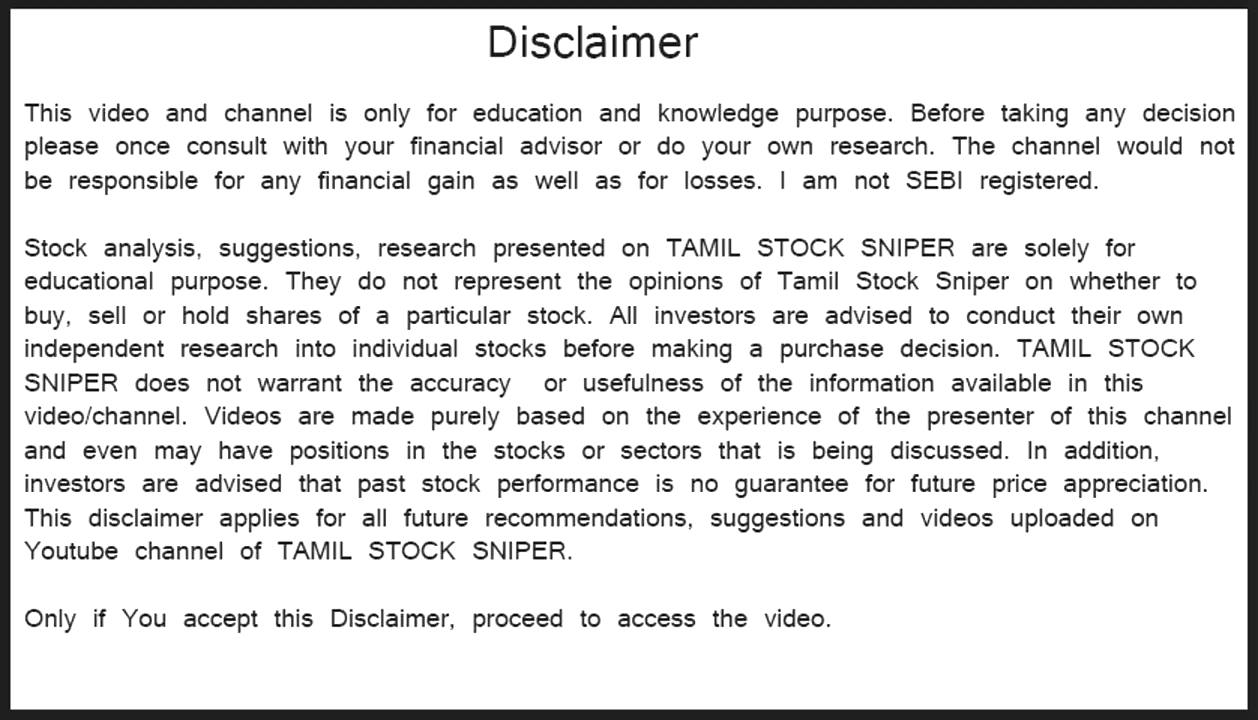 Disclaimer
This video and channel is only for education and knowledge purpose. Before taking any decision
please once consult with your financial advisor or do your own research. The channel would not
be responsible for any financial gain as well as for losses. I am not SEBI registered.
Stock analysis, suggestions, research presented on TAMIL STOCK SNIPER are solely for
educational purpose. They do not represent the opinions of Tamil Stock Sniper on whether to
buy, sell or hold shares of a particular stock. All investors are advised to conduct their own
independent research into individual stocks before making a purchase decision. TAMIL STOCK
SNIPER does not warrant the accuracy or usefulness of the information available in this
video/channel. Videos are made purely based on the experience of the presenter of this channel
and even may have positions in the stocks or sectors that is being discussed. In addition,
investors are advised that past stock performance is no guarantee for future price appreciation.
This disclaimer applies for all future recommendations, suggestions and videos uploaded on
Youtube channel of TAMIL STOCK SNIPER.
Only if You accept this Disclaimer, proceed to access the video.